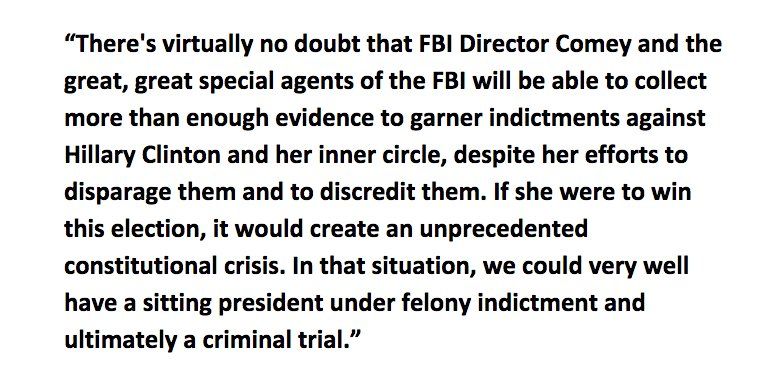 “There's virtually no doubt that FBI Director Comey and the
great, great special agents of the FBI will be able to collect
more than enough evidence to garner indictments against
Hillary Clinton and her inner circle, despite her efforts to
disparage them and to discredit them. If she were to win
this election, it would create an unprecedented
constitutional crisis. In that situation, we could very well
have a sitting president under felony indictment and
ultimately a criminal trial.”